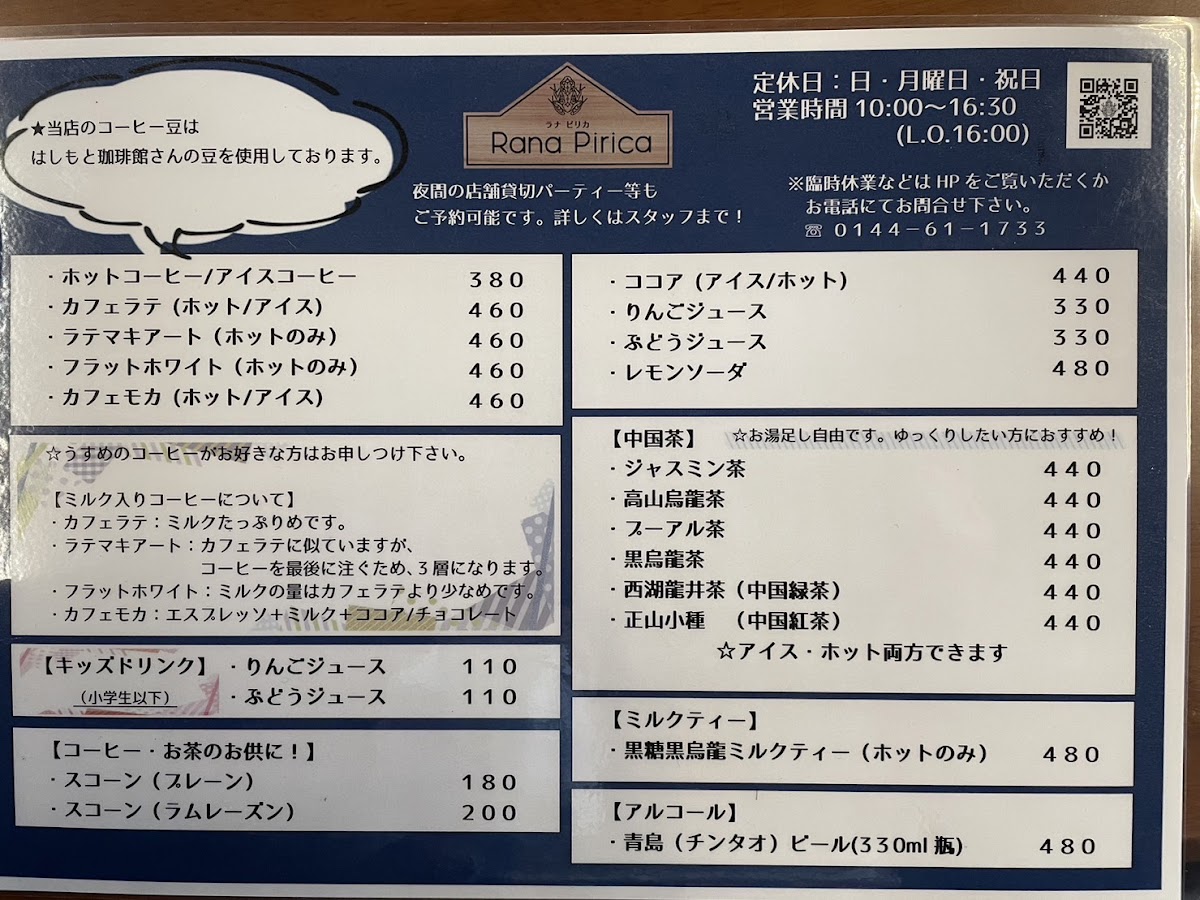 ★当店のコーヒー豆は
はしもと珈琲館さんの豆を使用しております。
ラナ ピリカ
Rana Pirica
夜間の店舗貸切パーティー等も
ご予約可能です。詳しくはスタッフまで！
定休日：日・月曜日・祝日
営業時間 10:00～16:30
(L.O.16:00)
※臨時休業などは HP をご覧いただくか
お電話にてお問合せ下さい。
☏ 0144－61－1733
・ホットコーヒー/アイスコーヒー 380
・カフェラテ (ホット/アイス) 460
・ラテマキアート（ホットのみ） 460
・フラットホワイト（ホットのみ） 460
・カフェモカ (ホット/アイス) 460
☆うすめのコーヒーがお好きな方はお申しつけ下さい。
【ミルク入りコーヒーについて】
・カフェラテ：ミルクたっぷりめです。
・ラテマキアート：カフェラテに似ていますが、
コーヒーを最後に注ぐため、３層になります。
・フラットホワイト：ミルクの量はカフェラテより少なめです。
・カフェモカ：エスプレッソ＋ミルク＋ココア/チョコレート
【キッズドリンク】 ・りんごジュース 110
（小学生以下） ・ぶどうジュース 110
【コーヒー・お茶のお供に！】
・スコーン（プレーン） 180
・スコーン（ラムレーズン） 200
・ココア (アイス/ホット) 440
・りんごジュース 330
・ぶどうジュース 330
・レモンソーダ 480
【中国茶】 ☆お湯足し自由です。ゆっくりしたい方におすすめ！
・ジャスミン茶 440
・高山烏龍茶 440
・プーアル茶 440
・黒烏龍茶 440
・西湖龍井茶（中国緑茶） 440
・正山小種 （中国紅茶） 440
☆アイス・ホット両方できます
【ミルクティー】
・黒糖黒烏龍ミルクティー（ホットのみ） 480
【アルコール】
・青島（チンタオ）ビール(330ml 瓶) 480